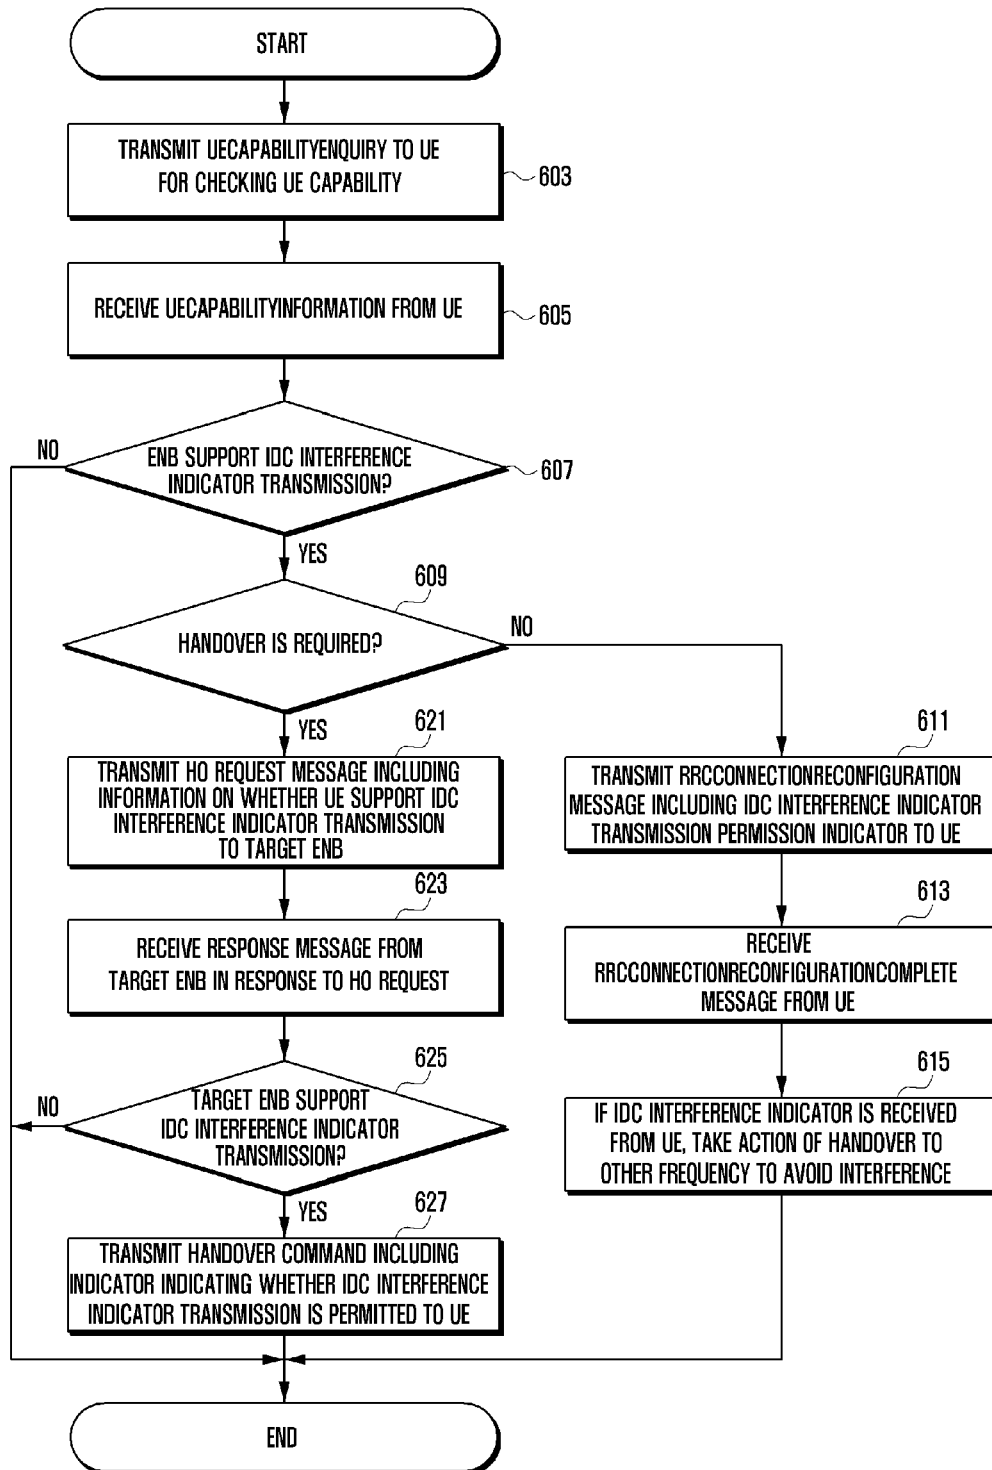 START
TRANSMIT UECAPABILITYENQUIRY TO UE
FOR CHECKING UE CAPABILITY
603
RECEIVE UECAPABILITYINFORMATION FROM UE
605
NO
ENB SUPPORT IDC INTERFERENCE
INDICATOR TRANSMISSION?
607
YES
609
HANDOVER IS REQUIRED?
NO
YES
621
TRANSMIT HO REQUEST MESSAGE INCLUDING
INFORMATION ON WHETHER UE SUPPORT IDC
INTERFERENCE INDICATOR TRANSMISSION
TO TARGET ENB
623
RECEIVE RESPONSE MESSAGE FROM
TARGET ENB IN RESPONSE TO HO REQUEST
625
NO
TARGET ENB SUPPORT
IDC INTERFERENCE INDICATOR
TRANSMISSION?
YES
627
TRANSMIT HANDOVER COMMAND INCLUDING
INDICATOR INDICATING WHETHER IDC INTERFERENCE
INDICATOR TRANSMISSION IS PERMITTED TO UE
611
TRANSMIT RRCCONNECTIONRECONFIGURATION
MESSAGE INCLUDING IDC INTERFERENCE INDICATOR
TRANSMISSION PERMISSION INDICATOR TO UE
613
RECEIVE
RRCCONNECTIONRECONFIGURATIONCOMPLETE
MESSAGE FROM UE
615
IF IDC INTERFERENCE INDICATOR IS RECEIVED
FROM UE, TAKE ACTION OF HANDOVER TO
OTHER FREQUENCY TO AVOID INTERFERENCE
END